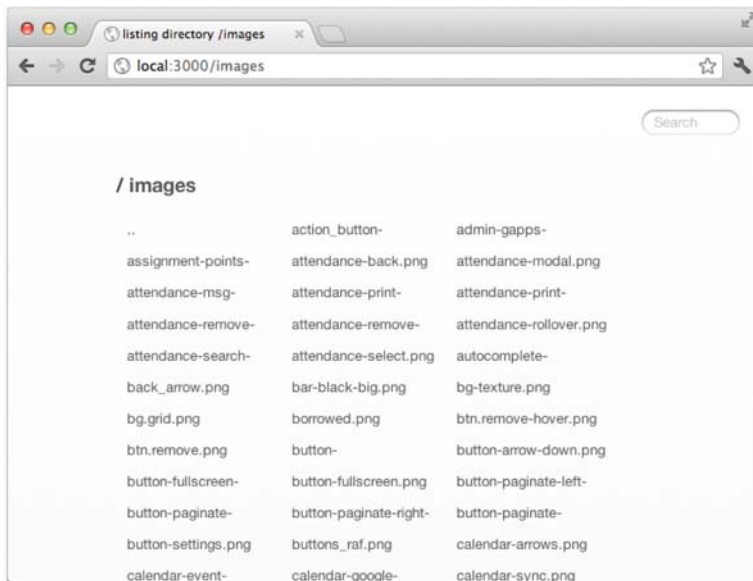 listing directory /images
local:3000/images
Search
/ images
.. action_button- admin-gapps-
assignment-points- attendance-back.png attendance-modal.png
attendance-msg- attendance-print- attendance-print-
attendance-remove- attendance-remove- attendance-rollover.png
attendance-search- attendance-select.png autocomplete-
back_arrow.png bar-black-big.png bg-texture.png
bg.grid.png borrowed.png btn.remove-hover.png
btn.remove.png button- button-arrow-down.png
button-fullscreen- button-fullscreen.png button-paginate-left-
button-paginate- button-paginate-right- button-paginate-
button-settings.png buttons_raf.png calendar-arrows.png
calendar-event- calendar-google- calendar-sync.png